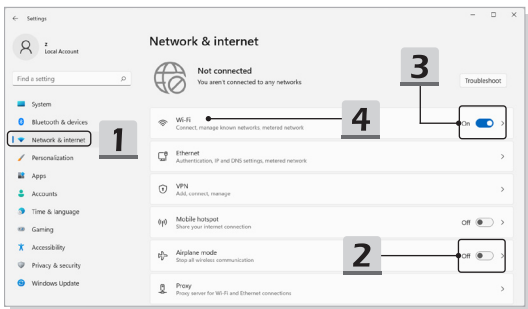 Settings
z
Local Account
Find a setting
System
Bluetooth & devices
Network & internet
Personalization
Apps
Accounts
Time & language
Gaming
Accessibility
Privacy & security
Windows Update
1
Network & internet
Not connected
You aren't connected to any networks
Troubleshoot
3
Wi-Fi
Connect, manage known networks, metered network
4
On
Ethernet
Authentication, IP and DNS settings, metered network
VPN
Add, connect, manage
Mobile hotspot
Share your internet connection
Off
Airplane mode
Stop all wireless communication
2
Off
Proxy
Proxy server for Wi-Fi and Ethernet connections